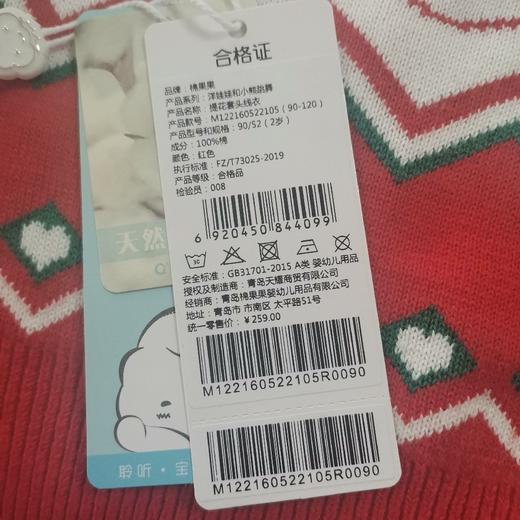 合格证
品牌：棉果果
产品系列：洋娃娃和小熊跳舞
产品名称：提花套头线衣
产品款号：M122160522105(90-120)
产品型号和规格：90/52（2岁）
成分：100%棉
颜色：红色
执行标准：FZ/T73025-2019
产品等级：合格品
检验员：008
6 920450 844099
安全标准：GB31701-2015 A类 婴幼儿用品
授权及制造商：青岛天耀商贸有限公司
经销商：青岛棉果果婴幼儿用品有限公司
地址：青岛市 市南区 太平路51号
统一零售价：¥259.00
M122160522105R0090
M122160522105R0090
天然
聆听·宝